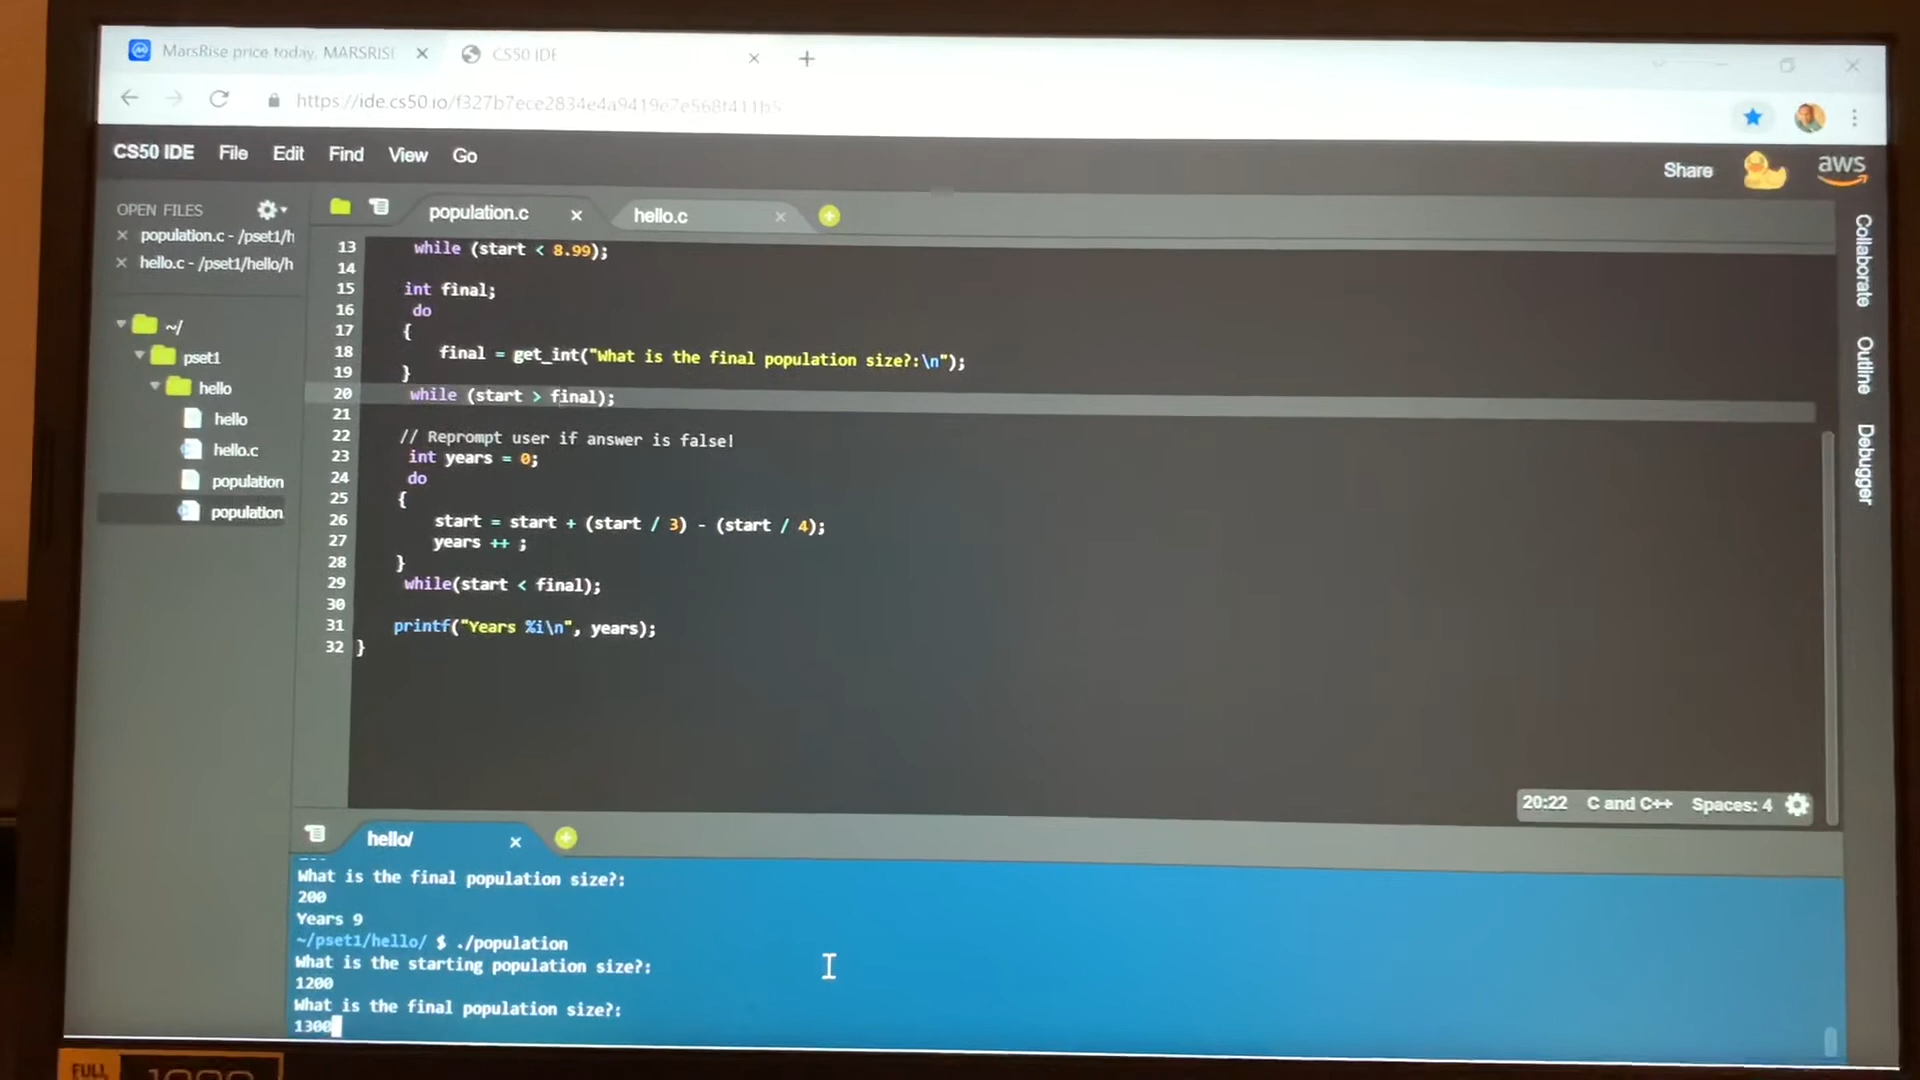 MarsRise price today, MARSRISE
CS50 IDE
https://ide.cs50.io/f327b7ece2834e4a9419e7e568f411b5
CS50 IDE File Edit Find View Go
Share
aws
OPEN FILES
population.c - /pset1/h
hello.c - /pset1/hello/h
~/
pset1
hello
hello
hello.c
population
population
population.c
hello.c
13 while (start < 8.99);
14
15 int final;
16 do
17 {
18 final = get_int("What is the final population size?:\n");
19 }
20 while (start > final);
21
22 // Reprompt user if answer is false!
23 int years = 0;
24 do
25 {
26 start = start + (start / 3) - (start / 4);
27 years ++ ;
28 }
29 while(start < final);
30
31 printf("Years %i\n", years);
32 }
20:22 C and C++ Spaces: 4
Collaborate
Outline
Debugger
hello/
What is the final population size?:
200
Years 9
~/pset1/hello/ $ ./population
What is the starting population size?:
1200
What is the final population size?:
1300
FULL